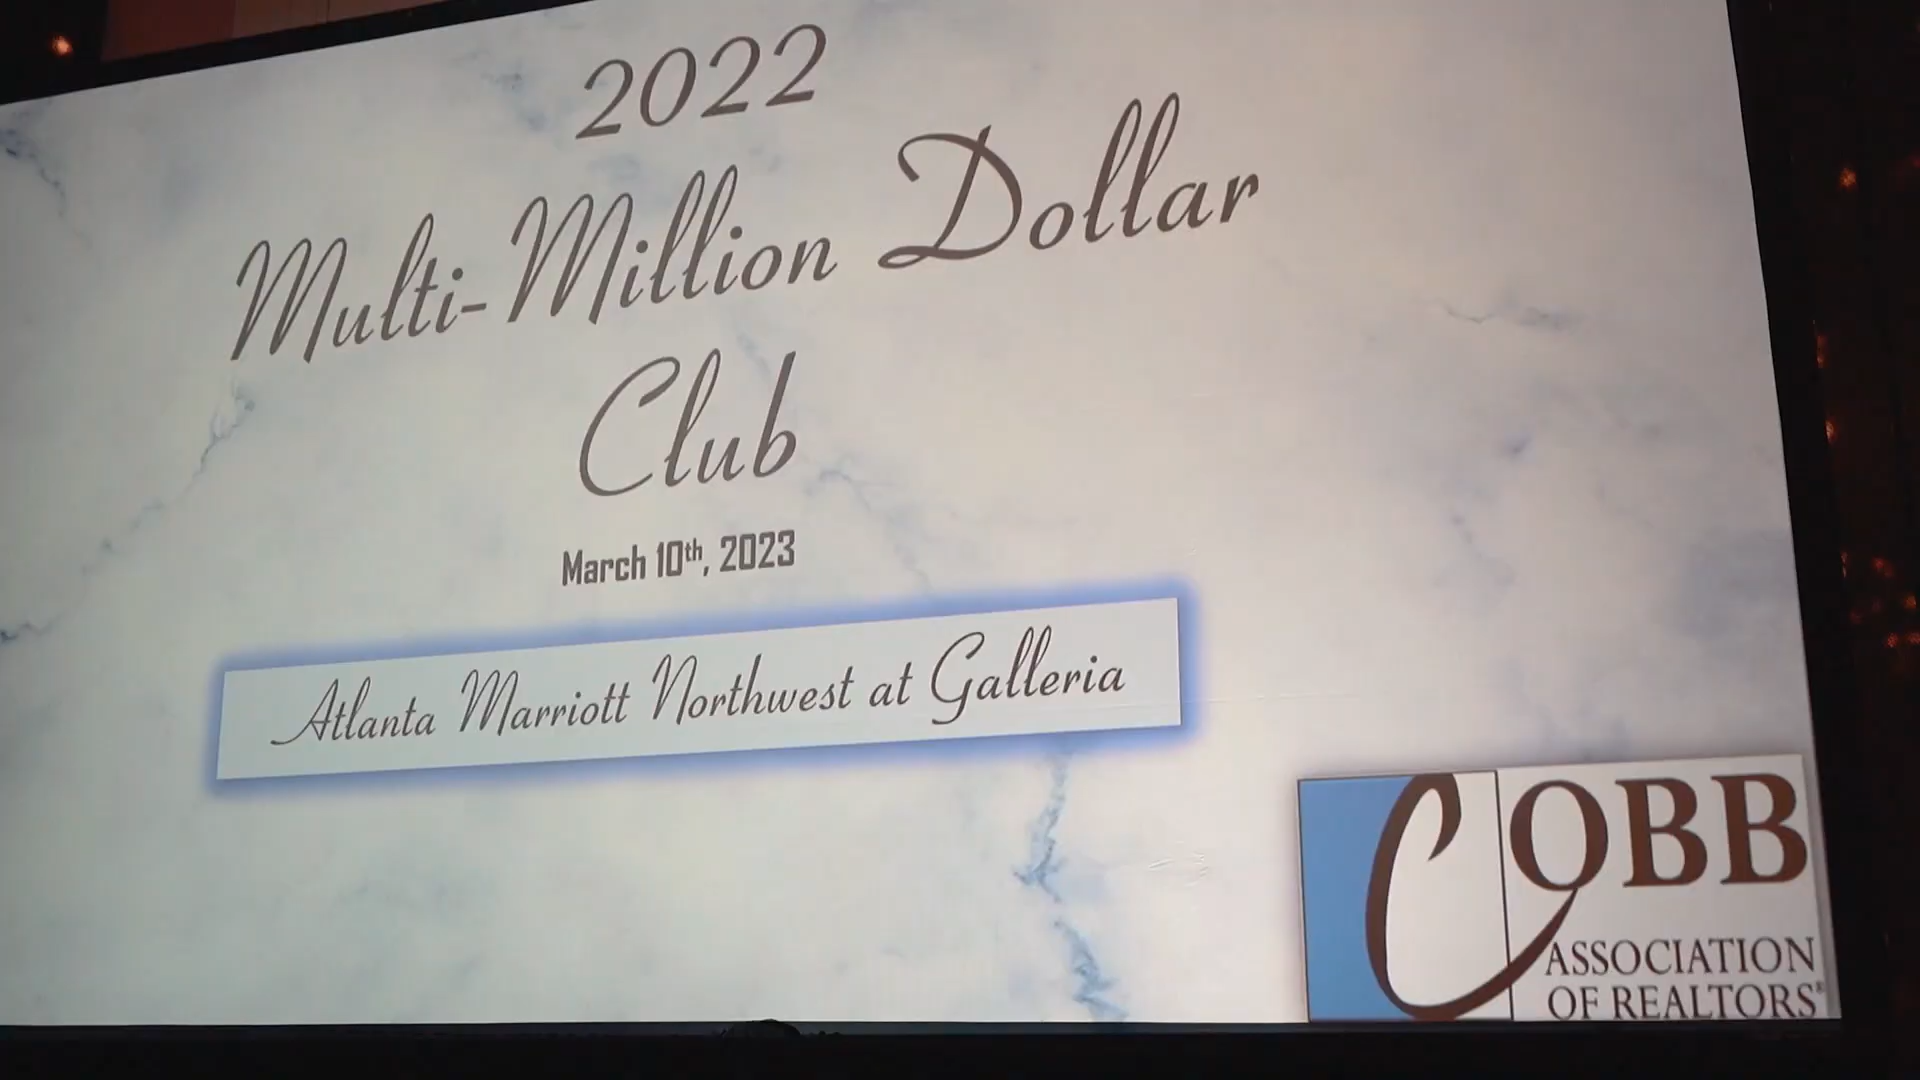 2022
Multi-Million Dollar
Club
March 10th, 2023
Atlanta Marriott Northwest at Galleria
COBB
ASSOCIATION
OF REALTORS®